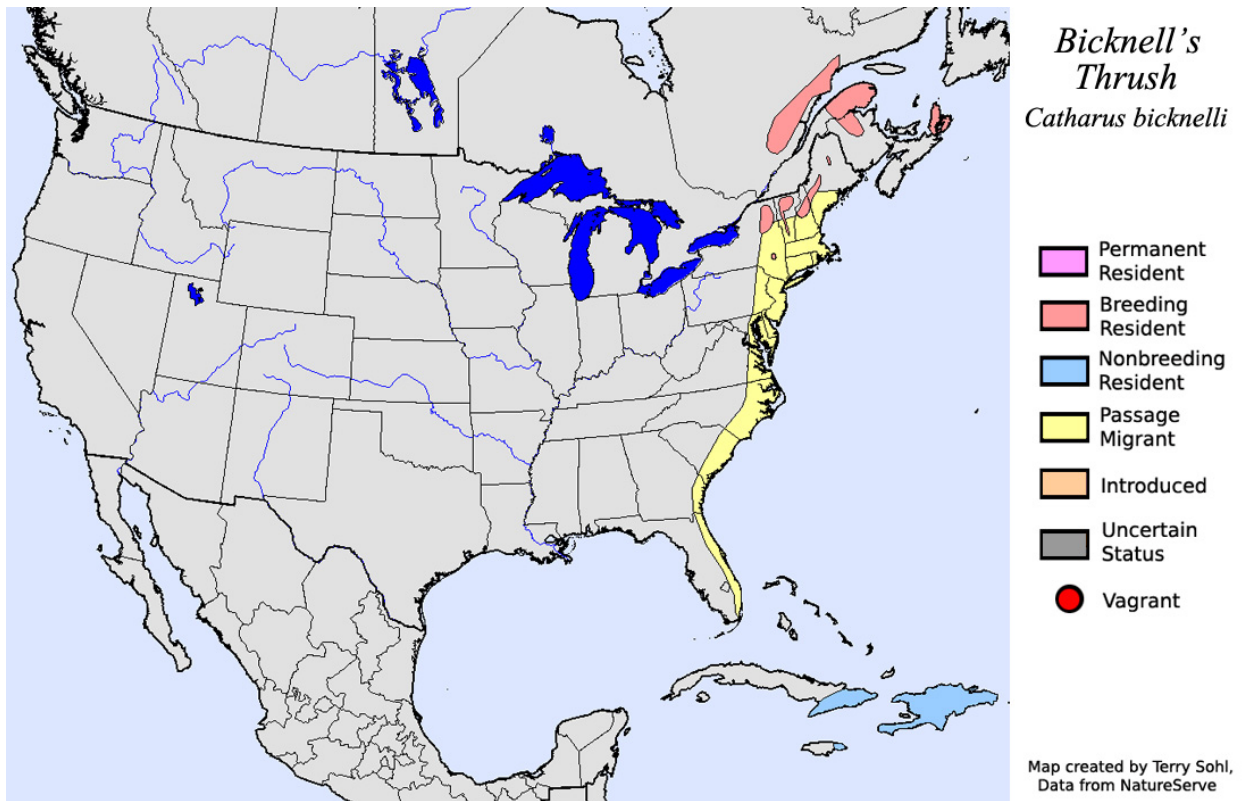 Bicknell's
Thrush
Catharus bicknelli
Permanent
Resident
Breeding
Resident
Nonbreeding
Resident
Passage
Migrant
Introduced
Uncertain
Status
Vagrant
Map created by Terry Sohl,
Data from NatureServe